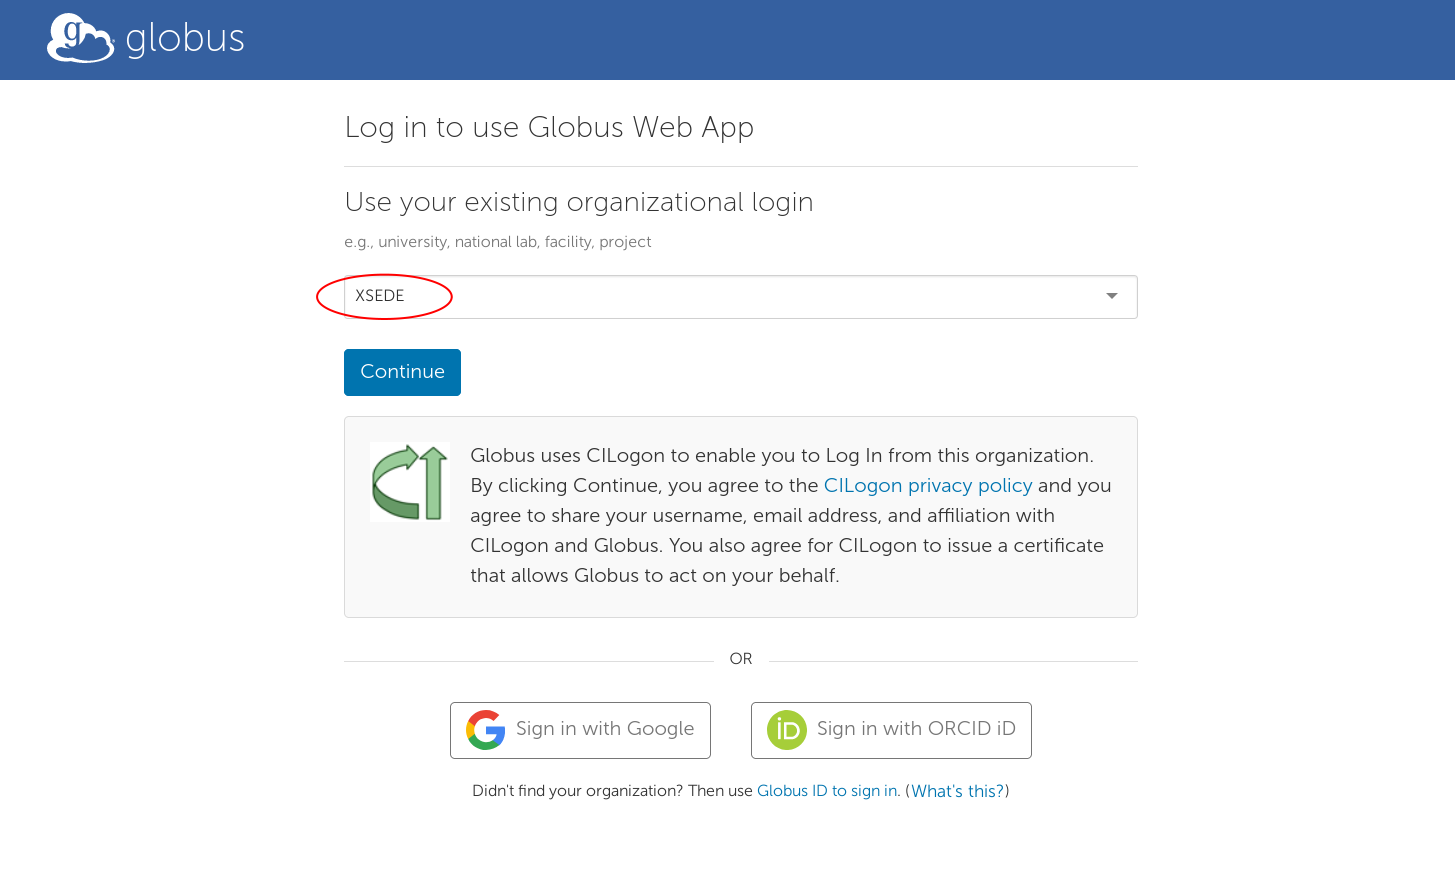 globus
Log in to use Globus Web App
Use your existing organizational login
e.g., university, national lab, facility, project
XSEDE
Continue
Globus uses CILogon to enable you to Log In from this organization.
By clicking Continue, you agree to the CILogon privacy policy and you
agree to share your username, email address, and affiliation with
CILogon and Globus. You also agree for CILogon to issue a certificate
that allows Globus to act on your behalf.
OR
Sign in with Google
Sign in with ORCID iD
Didn't find your organization? Then use Globus ID to sign in. (What's this?)